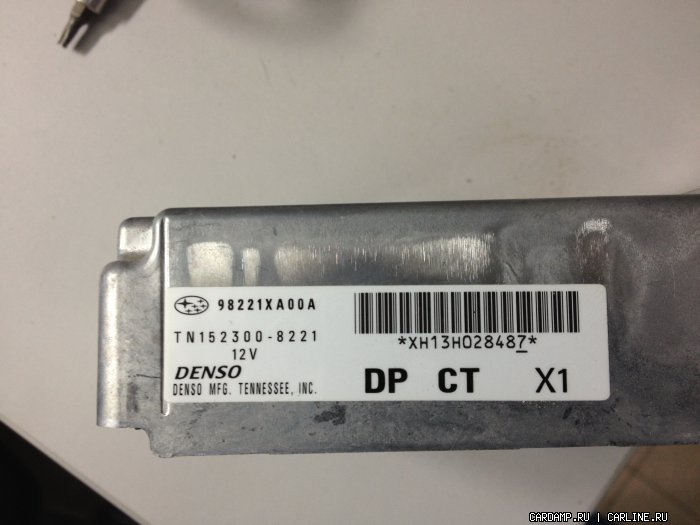 98221XA00A
TN152300-8221
12V
DENSO
DENSO MFG. TENNESSEE, INC.
*XH13H028487*
DP CT X1
CARDAMP.RU | CARLINE.RU